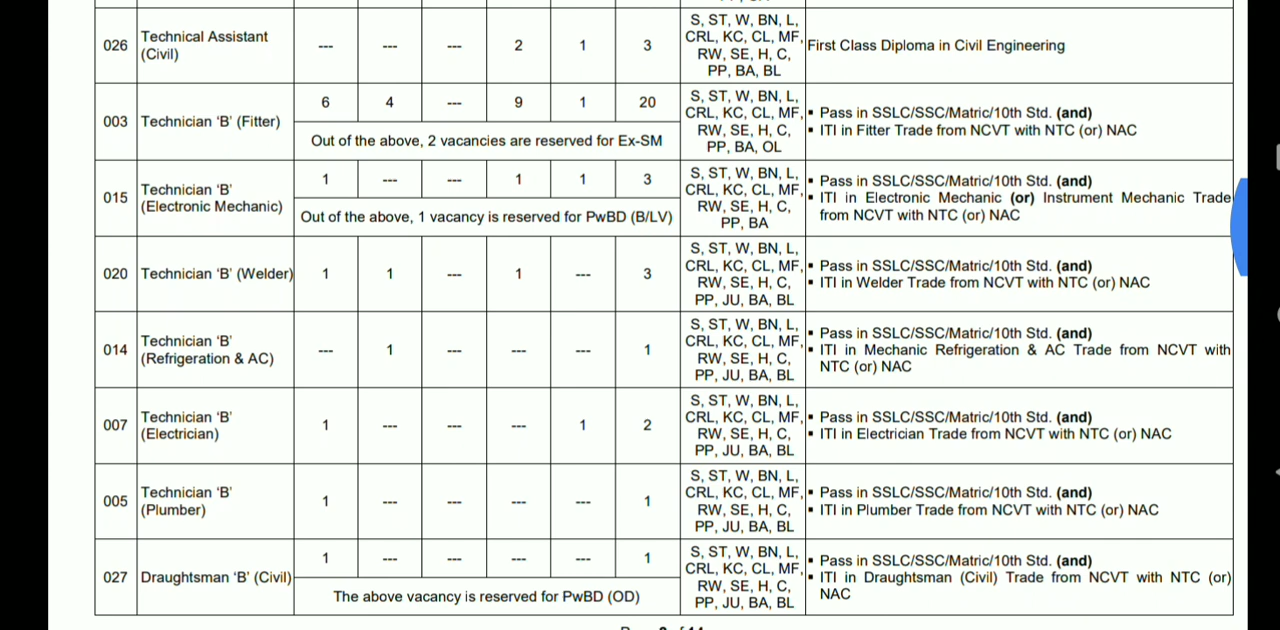 026
Technical Assistant
(Civil)
--- --- --- 2 1 3
S, ST, W, BN, L,
CRL, KC, CL, MF,
RW, SE, H, C,
PP, BA, BL
First Class Diploma in Civil Engineering
003
Technician ‘B’ (Fitter)
6 4 --- 9 1 20
Out of the above, 2 vacancies are reserved for Ex-SM
S, ST, W, BN, L,
CRL, KC, CL, MF,
RW, SE, H, C,
PP, BA, OL
▪ Pass in SSLC/SSC/Matric/10th Std. (and)
▪ ITI in Fitter Trade from NCVT with NTC (or) NAC
015
Technician ‘B’
(Electronic Mechanic)
1 --- --- 1 1 3
Out of the above, 1 vacancy is reserved for PwBD (B/LV)
S, ST, W, BN, L,
CRL, KC, CL, MF,
RW, SE, H, C,
PP, BA
▪ Pass in SSLC/SSC/Matric/10th Std. (and)
▪ ITI in Electronic Mechanic (or) Instrument Mechanic Trade
from NCVT with NTC (or) NAC
020
Technician ‘B’ (Welder)
1 1 --- 1 --- 3
S, ST, W, BN, L,
CRL, KC, CL, MF,
RW, SE, H, C,
PP, JU, BA, BL
▪ Pass in SSLC/SSC/Matric/10th Std. (and)
▪ ITI in Welder Trade from NCVT with NTC (or) NAC
014
Technician ‘B’
(Refrigeration & AC)
--- 1 --- --- --- 1
S, ST, W, BN, L,
CRL, KC, CL, MF,
RW, SE, H, C,
PP, JU, BA, BL
▪ Pass in SSLC/SSC/Matric/10th Std. (and)
▪ ITI in Mechanic Refrigeration & AC Trade from NCVT with
NTC (or) NAC
007
Technician ‘B’
(Electrician)
1 --- --- --- 1 2
S, ST, W, BN, L,
CRL, KC, CL, MF,
RW, SE, H, C,
PP, JU, BA, BL
▪ Pass in SSLC/SSC/Matric/10th Std. (and)
▪ ITI in Electrician Trade from NCVT with NTC (or) NAC
005
Technician ‘B’
(Plumber)
1 --- --- --- --- 1
S, ST, W, BN, L,
CRL, KC, CL, MF,
RW, SE, H, C,
PP, JU, BA, BL
▪ Pass in SSLC/SSC/Matric/10th Std. (and)
▪ ITI in Plumber Trade from NCVT with NTC (or) NAC
027
Draughtsman ‘B’ (Civil)
1 --- --- --- --- 1
The above vacancy is reserved for PwBD (OD)
S, ST, W, BN, L,
CRL, KC, CL, MF,
RW, SE, H, C,
PP, JU, BA, BL
▪ Pass in SSLC/SSC/Matric/10th Std. (and)
▪ ITI in Draughtsman (Civil) Trade from NCVT with NTC (or)
NAC